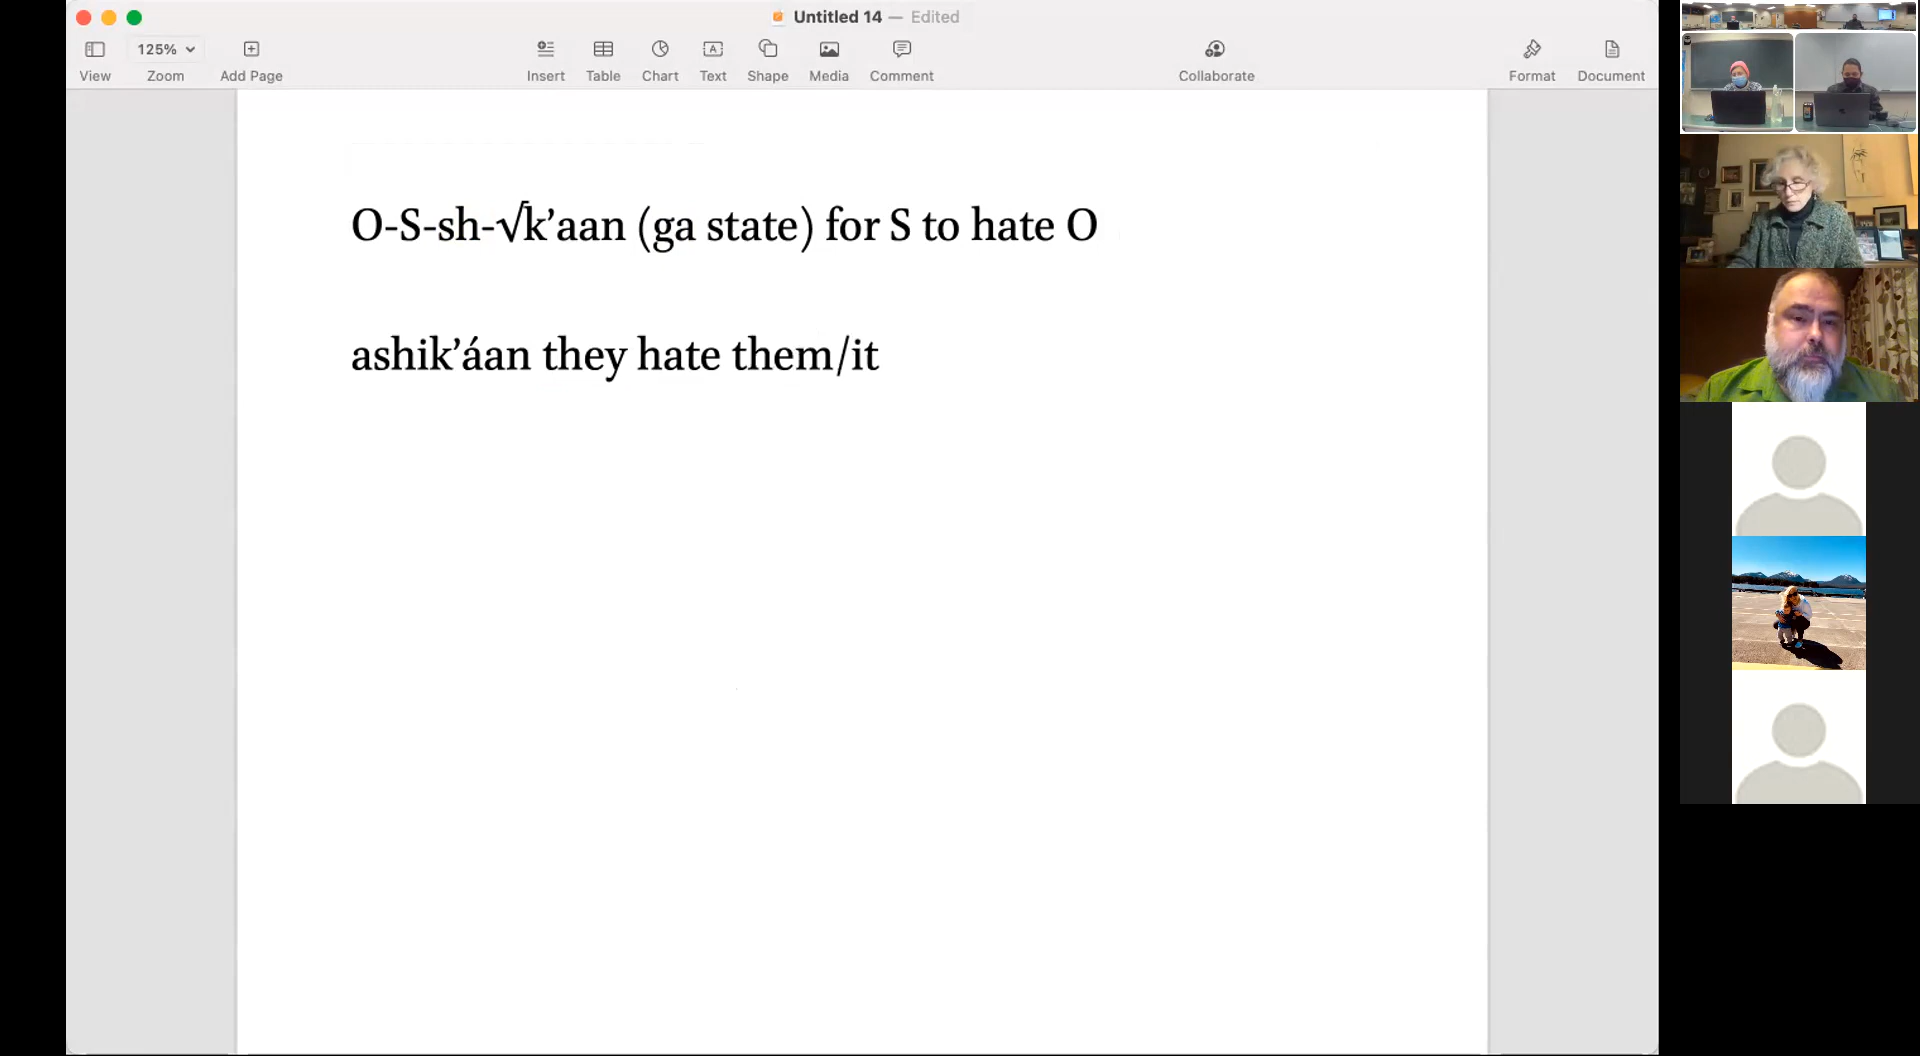 Untitled 14 — Edited
125%
View Zoom Add Page Insert Table Chart Text Shape Media Comment Collaborate Format Document
O-S-sh-√k’aan (ga state) for S to hate O
ashik’áan they hate them/it